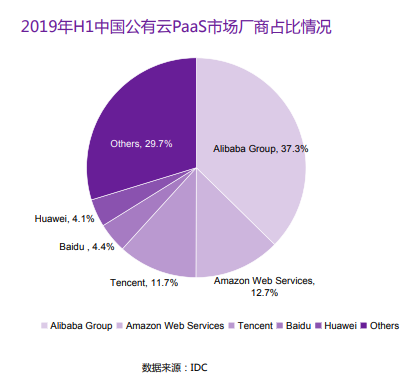 2019年H1中国公有云PaaS市场厂商占比情况
Others, 29.7%
Alibaba Group, 37.3%
Huawei, 4.1%
Baidu , 4.4%
Tencent, 11.7%
Amazon Web Services,
12.7%
Alibaba Group Amazon Web Services Tencent Baidu Huawei Others
数据来源：IDC